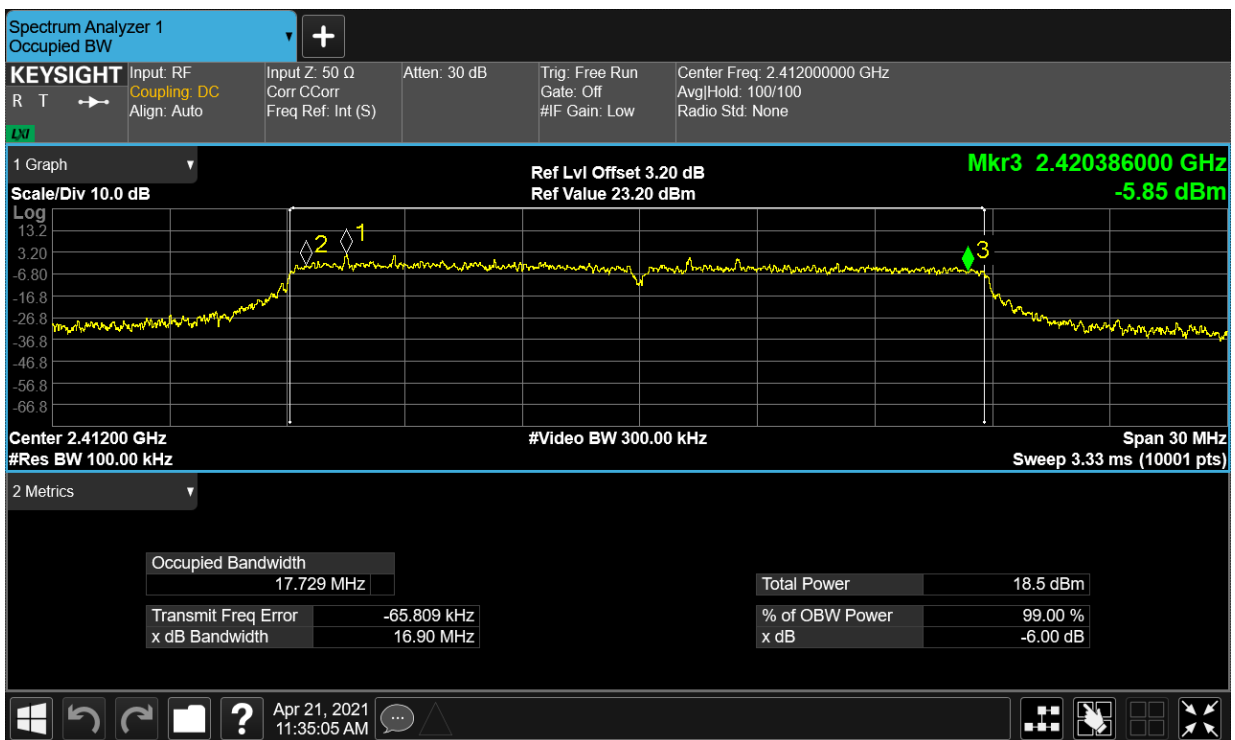 Spectrum Analyzer 1
Occupied BW
+
KEYSIGHT
R T
LXI
Input: RF
Coupling: DC
Align: Auto
Input Z: 50 Ω
Corr CCorr
Freq Ref: Int (S)
Atten: 30 dB
Trig: Free Run
Gate: Off
#IF Gain: Low
Center Freq: 2.412000000 GHz
Avg|Hold: 100/100
Radio Std: None
1 Graph
Scale/Div 10.0 dB
Ref Lvl Offset 3.20 dB
Ref Value 23.20 dBm
Mkr3 2.420386000 GHz
-5.85 dBm
Log
13.2
3.20
-6.80
-16.8
-26.8
-36.8
-46.8
-56.8
-66.8
2
1
3
Center 2.41200 GHz
#Res BW 100.00 kHz
#Video BW 300.00 kHz
Span 30 MHz
Sweep 3.33 ms (10001 pts)
2 Metrics
Occupied Bandwidth
17.729 MHz
Transmit Freq Error -65.809 kHz
x dB Bandwidth 16.90 MHz
Total Power 18.5 dBm
% of OBW Power 99.00 %
x dB -6.00 dB
?
Apr 21, 2021
11:35:05 AM